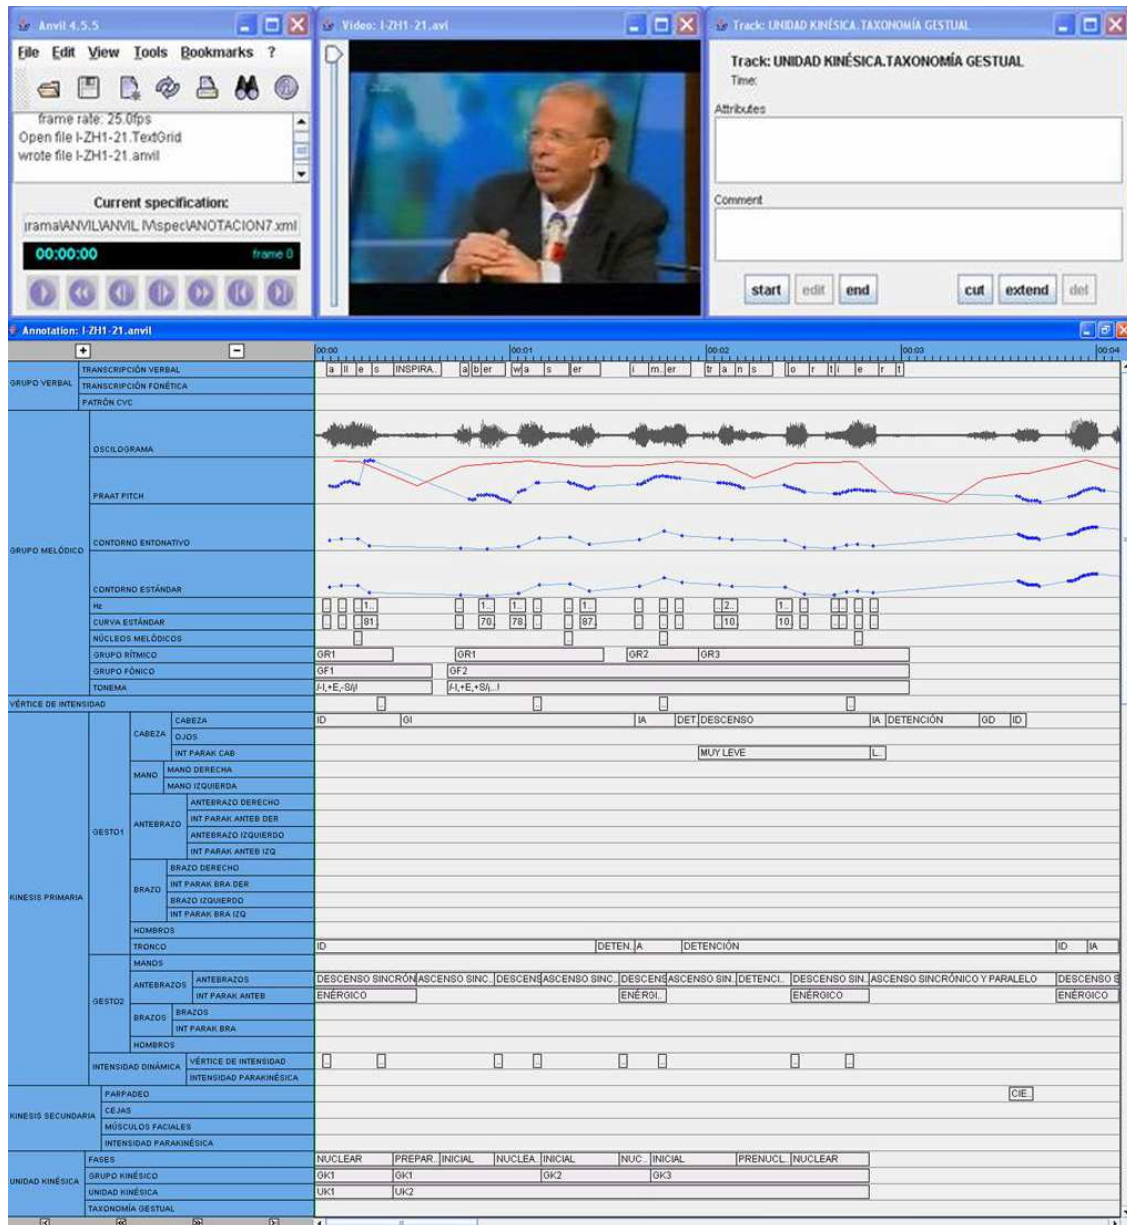 Anvil 4.5.5
File Edit View Tools Bookmarks ?
frame rate: 25.0fps
Open file I-ZH1-21.TextGrid
wrote file I-ZH1-21.anvil
Current specification:
ırama\ANVIL\ANVIL IV\spec\ANOTACION7.xml
00:00:00 frame 0
Video: I-ZH1-21.avi
Track: UNIDAD KINÉSICA.TAXONOMÍA GESTUAL
Track: UNIDAD KINÉSICA.TAXONOMÍA GESTUAL
Time:
Attributes
Comment
start edit end cut extend del
Annotation: I-ZH1-21.anvil
+ - 00:00 00:01 00:02 00:03 00:04
GRUPO VERBAL
TRANSCRIPCIÓN VERBAL a ll e s INSPIRA.. a b er w a s er i m.. er tr a n s o r ti e r t
TRANSCRIPCIÓN FONÉTICA
PATRÓN CVC
GRUPO MELÓDICO
OSCILOGRAMA
PRAAT PITCH
CONTORNO ENTONATIVO
CONTORNO ESTÁNDAR
Hz .. .. .. 1.. .. 1.. 1.. .. .. 1.. .. .. .. .. 2.. 1.. .. .. .. .. ..
CURVA ESTÁNDAR .. .. .. 81. .. 70. 78. .. .. 87. .. .. .. .. 10. 10. .. .. .. .. ..
NÚCLEOS MELÓDICOS .. .. .. ..
GRUPO RÍTMICO GR1 GR1 GR2 GR3
GRUPO FÓNICO GF1 GF2
TONEMA /-I,+E,-S/¡! /-I,+E,+S/¡...!
VÉRTICE DE INTENSIDAD .. .. .. ..
KINESIS PRIMARIA
GESTO1
CABEZA
CABEZA ID GI IA DET. DESCENSO IA DETENCIÓN GD ID
OJOS
INT PARAK CAB MUY LEVE L..
MANO
MANO DERECHA
MANO IZQUIERDA
ANTEBRAZO
ANTEBRAZO DERECHO
INT PARAK ANTEB DER
ANTEBRAZO IZQUIERDO
INT PARAK ANTEB IZQ
BRAZO
BRAZO DERECHO
INT PARAK BRA DER
BRAZO IZQUIERDO
INT PARAK BRA IZQ
HOMBROS
TRONCO ID DETEN.. IA DETENCIÓN ID IA
GESTO2
MANOS
ANTEBRAZOS
ANTEBRAZOS DESCENSO SINCRÓN ASCENSO SINC.. DESCENS ASCENSO SINC.. DESCENS ASCENSO SIN.. DETENCI.. DESCENSO SIN.. ASCENSO SINCRÓNICO Y PARALELO DESCENSO S
INT PARAK ANTEB ENÉRGICO ENÉRGI.. ENÉRGICO ENÉRGICO
BRAZOS
BRAZOS
INT PARAK BRA
HOMBROS
INTENSIDAD DINÁMICA
VÉRTICE DE INTENSIDAD .. .. .. .. .. .. .. ..
INTENSIDAD PARAKINÉSICA
KINESIS SECUNDARIA
PARPADEO CIE..
CEJAS
MÚSCULOS FACIALES
INTENSIDAD PARAKINÉSICA
UNIDAD KINÉSICA
FASES NUCLEAR PREPAR.. INICIAL NUCLEA.. INICIAL NUC.. INICIAL PRENUCL.. NUCLEAR
GRUPO KINÉSICO GK1 GK1 GK2 GK3
UNIDAD KINÉSICA UK1 UK2
TAXONOMÍA GESTUAL